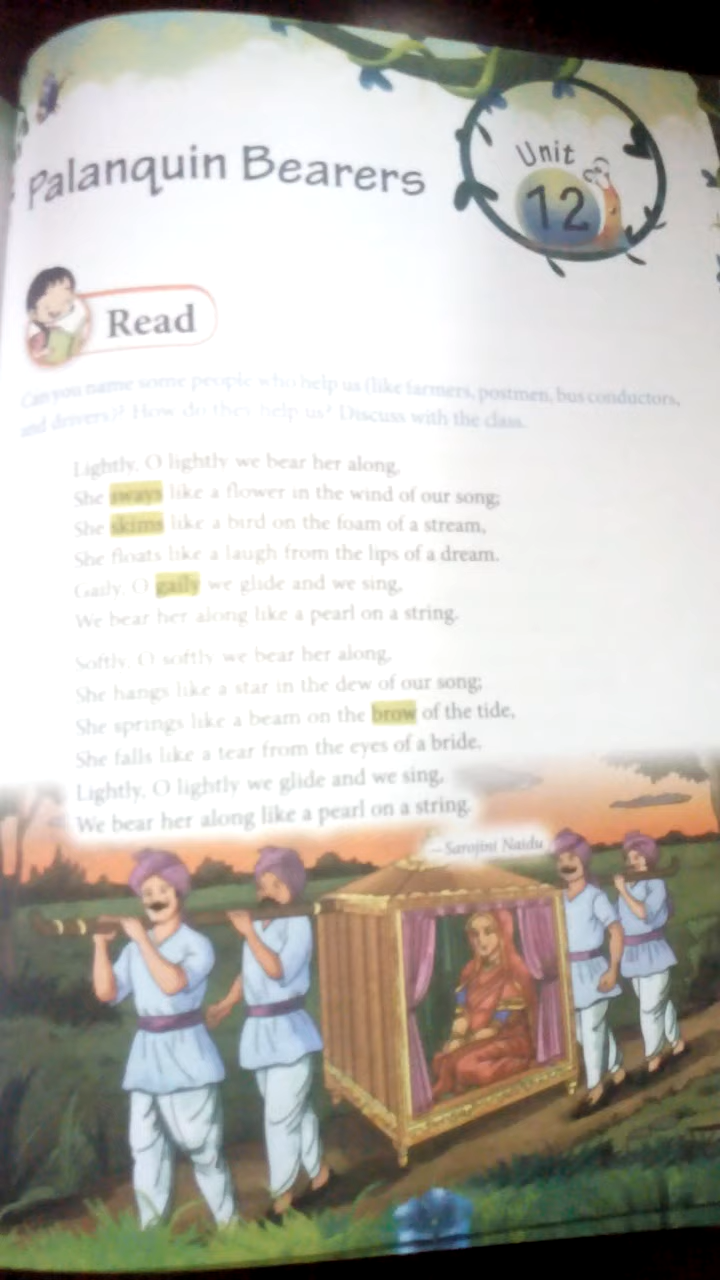 Palanquin Bearers
Unit
12
Read
Can you name some people who help us (like farmers, postmen, bus conductors,
and drivers)? How do they help us? Discuss with the class.
Lightly, O lightly we bear her along,
She sways like a flower in the wind of our song;
She skims like a bird on the foam of a stream,
She floats like a laugh from the lips of a dream.
Gaily, O gaily we glide and we sing,
We bear her along like a pearl on a string.
Softly, O softly we bear her along,
She hangs like a star in the dew of our song;
She springs like a beam on the brow of the tide,
She falls like a tear from the eyes of a bride.
Lightly, O lightly we glide and we sing,
We bear her along like a pearl on a string.
—Sarojini Naidu